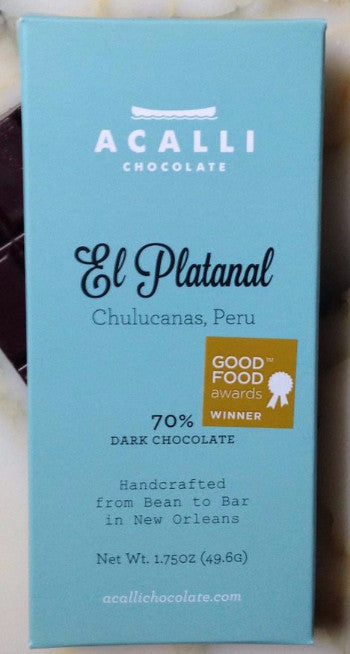 ACALLI
CHOCOLATE
El Platanal
Chulucanas, Peru
GOOD™
FOOD
awards
WINNER
70%
DARK CHOCOLATE
Handcrafted
from Bean to Bar
in New Orleans
Net Wt. 1.75OZ (49.6G)
acallichocolate.com